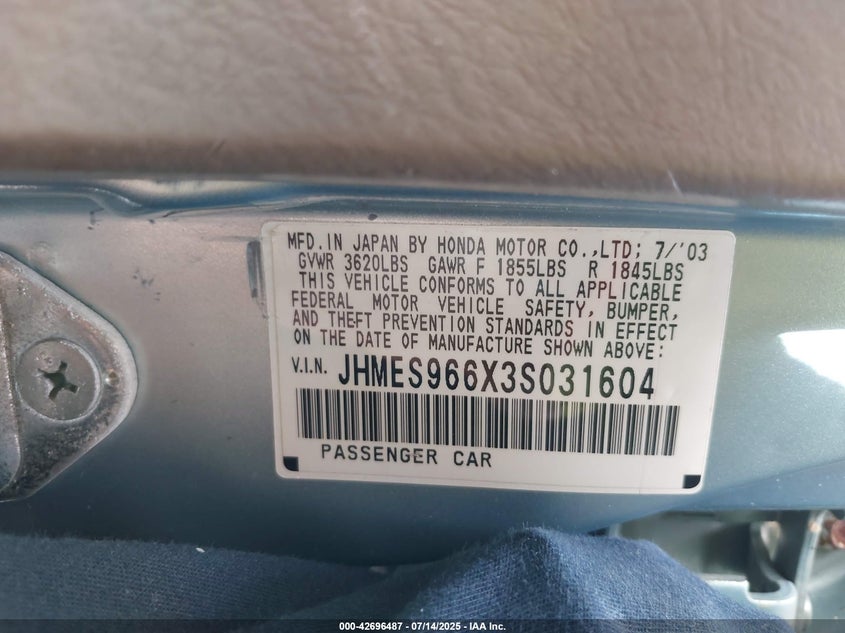 MFD. IN JAPAN BY HONDA MOTOR CO.,LTD; 7/'03
GVWR 3620LBS GAWR F 1855LBS R 1845LBS
THIS VEHICLE CONFORMS TO ALL APPLICABLE
FEDERAL MOTOR VEHICLE SAFETY, BUMPER,
AND THEFT PREVENTION STANDARDS IN EFFECT
ON THE DATE OF MANUFACTURE SHOWN ABOVE:
V.I.N. JHMES966X3S031604
PASSENGER CAR
000-42696487 - 07/14/2025 - IAA Inc.